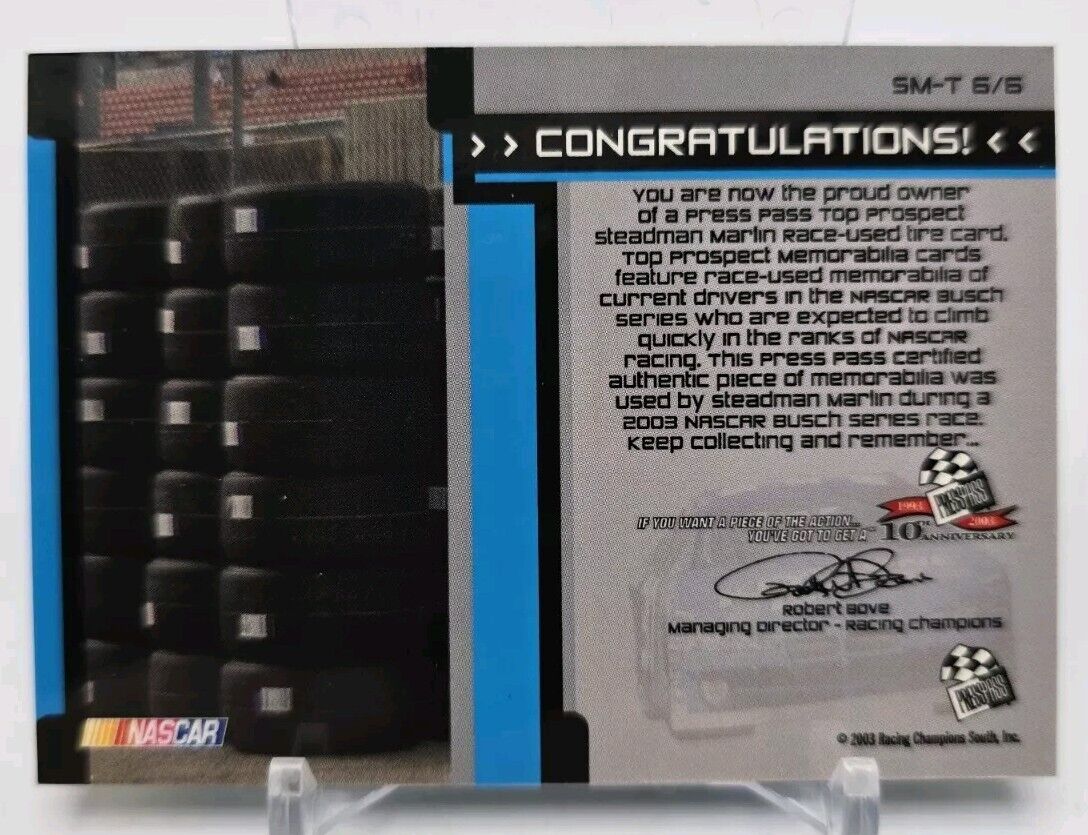 SM-T 6/6
> > CONGRATULATIONS! < <
You are now the proud owner
of a Press Pass Top Prospect
Steadman Marlin Race-used tire card.
Top Prospect Memorabilia cards
feature race-used memorabilia of
current drivers in the NASCAR Busch
Series who are expected to climb
quickly in the ranks of NASCAR
racing. This Press Pass certified
authentic piece of memorabilia was
used by Steadman Marlin during a
2003 NASCAR Busch Series race.
Keep collecting and remember...
IF YOU WANT A PIECE OF THE ACTION...
YOU'VE GOT TO GET A
PRESS PASS
1993 2003
10TH ANNIVERSARY
Robert Bove
Managing Director - Racing Champions
PRESS PASS
NASCAR
© 2003 Racing Champions South, Inc.